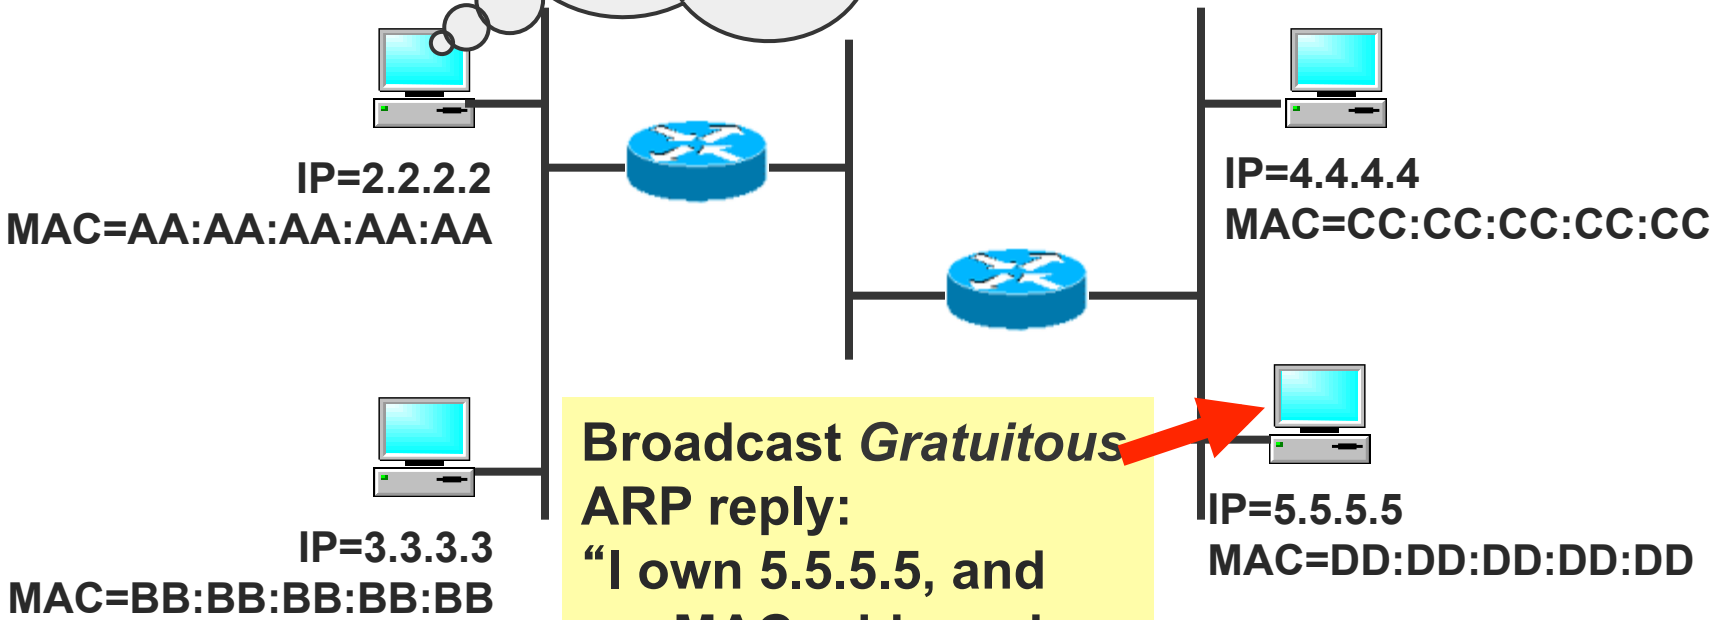 IP=2.2.2.2
MAC=AA:AA:AA:AA:AA
IP=4.4.4.4
MAC=CC:CC:CC:CC:CC
IP=3.3.3.3
MAC=BB:BB:BB:BB:BB
Broadcast Gratuitous
ARP reply:
“I own 5.5.5.5, and
MAC
IP=5.5.5.5
MAC=DD:DD:DD:DD:DD